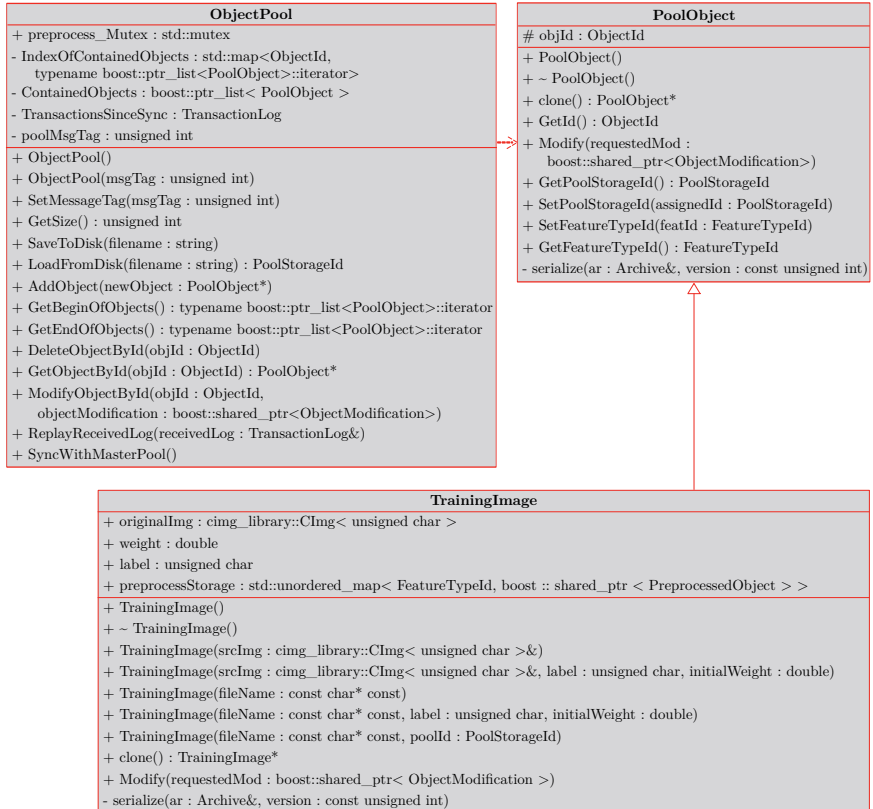 ObjectPool
+ preprocess_Mutex : std::mutex
- IndexOfContainedObjects : std::map<ObjectId,
typename boost::ptr_list<PoolObject>::iterator>
- ContainedObjects : boost::ptr_list< PoolObject >
- TransactionsSinceSync : TransactionLog
- poolMsgTag : unsigned int
+ ObjectPool()
+ ObjectPool(msgTag : unsigned int)
+ SetMessageTag(msgTag : unsigned int)
+ GetSize() : unsigned int
+ SaveToDisk(filename : string)
+ LoadFromDisk(filename : string) : PoolStorageId
+ AddObject(newObject : PoolObject*)
+ GetBeginOfObjects() : typename boost::ptr_list<PoolObject>::iterator
+ GetEndOfObjects() : typename boost::ptr_list<PoolObject>::iterator
+ DeleteObjectById(objId : ObjectId)
+ GetObjectById(objId : ObjectId) : PoolObject*
+ ModifyObjectById(objId : ObjectId,
objectModification : boost::shared_ptr<ObjectModification>)
+ ReplayReceivedLog(receivedLog : TransactionLog&)
+ SyncWithMasterPool()
PoolObject
# objId : ObjectId
+ PoolObject()
+ ~ PoolObject()
+ clone() : PoolObject*
+ GetId() : ObjectId
+ Modify(requestedMod :
boost::shared_ptr<ObjectModification>)
+ GetPoolStorageId() : PoolStorageId
+ SetPoolStorageId(assignedId : PoolStorageId)
+ SetFeatureTypeId(featId : FeatureTypeId)
+ GetFeatureTypeId() : FeatureTypeId
- serialize(ar : Archive&, version : const unsigned int)
TrainingImage
+ originalImg : cimg_library::CImg< unsigned char >
+ weight : double
+ label : unsigned char
+ preprocessStorage : std::unordered_map< FeatureTypeId, boost :: shared_ptr < PreprocessedObject > >
+ TrainingImage()
+ ~ TrainingImage()
+ TrainingImage(srcImg : cimg_library::CImg< unsigned char >&)
+ TrainingImage(srcImg : cimg_library::CImg< unsigned char >&, label : unsigned char, initialWeight : double)
+ TrainingImage(fileName : const char* const)
+ TrainingImage(fileName : const char* const, label : unsigned char, initialWeight : double)
+ TrainingImage(fileName : const char* const, poolId : PoolStorageId)
+ clone() : TrainingImage*
+ Modify(requestedMod : boost::shared_ptr< ObjectModification >)
- serialize(ar : Archive&, version : const unsigned int)